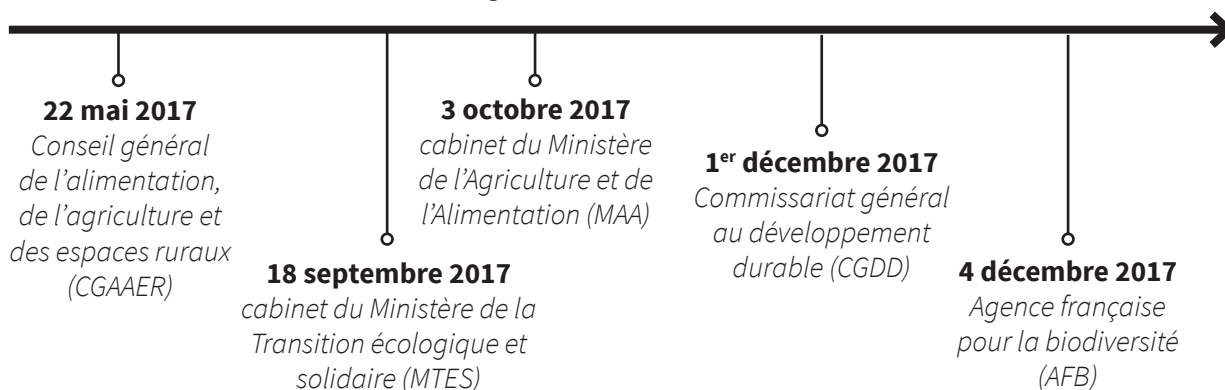 22 mai 2017
Conseil général
de l’alimentation,
de l’agriculture et
des espaces ruraux
(CGAAER)
18 septembre 2017
cabinet du Ministère de la
Transition écologique et
solidaire (MTES)
3 octobre 2017
cabinet du Ministère
de l’Agriculture et de
l’Alimentation (MAA)
1er décembre 2017
Commissariat général
au développement
durable (CGDD)
4 décembre 2017
Agence française
pour la biodiversité
(AFB)